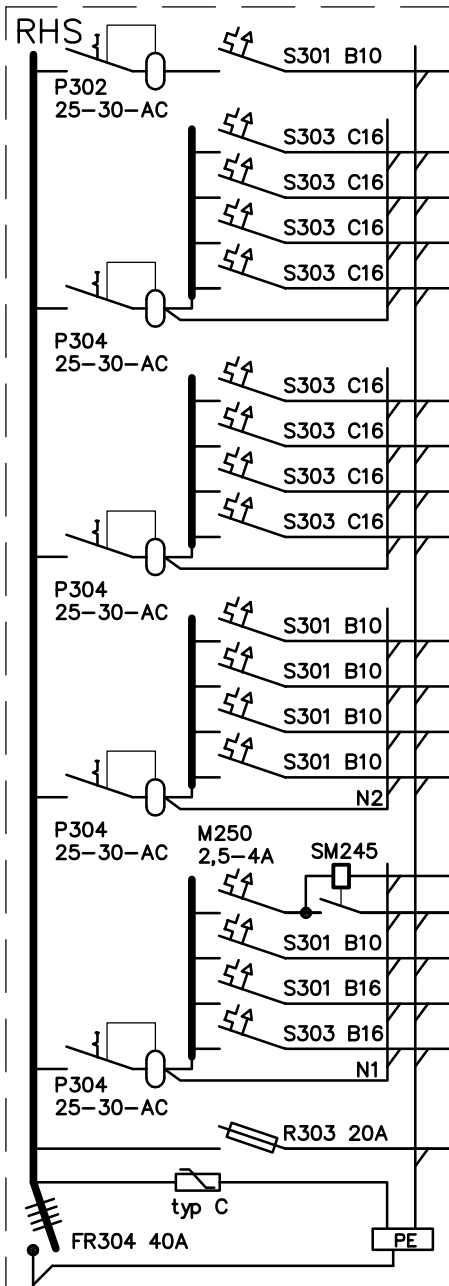 RHS
S301 B10
P302
25-30-AC
S303 C16
S303 C16
S303 C16
S303 C16
P304
25-30-AC
S303 C16
S303 C16
S303 C16
S303 C16
P304
25-30-AC
S301 B10
S301 B10
S301 B10
S301 B10
N2
P304
25-30-AC
M250
2,5-4A
SM245
S301 B10
S301 B16
S303 B16
N1
P304
25-30-AC
R303 20A
typ C
FR304 40A
PE